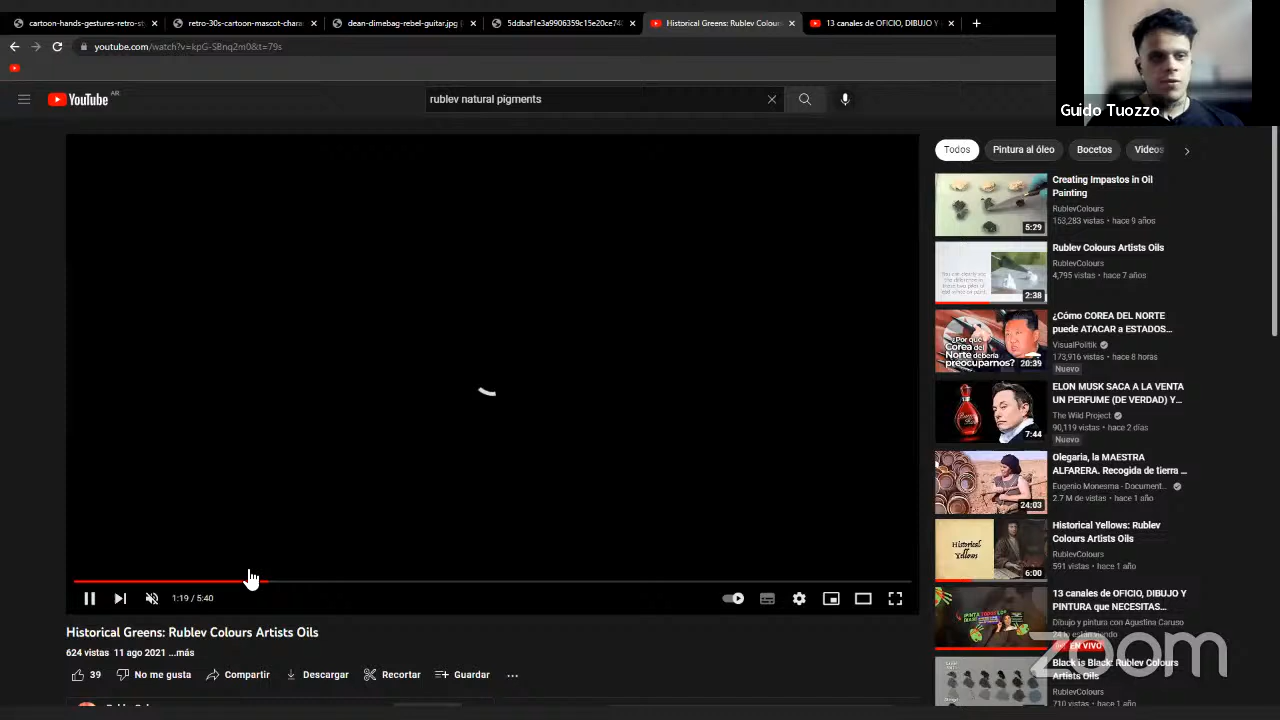 cartoon-hands-gestures-retro-st
retro-30s-cartoon-mascot-chara
dean-dimebag-rebel-guitar.jpg
5ddbaf1e3a9906359c15e20ce74
Historical Greens: Rublev Colour
13 canales de OFICIO, DIBUJO Y
youtube.com/watch?v=kpG-SBnq2m0&t=79s
Guido Tuozzo
YouTube AR
rublev natural pigments
Todos
Pintura al óleo
Bocetos
Videos
Creating Impastos in Oil
Painting
RublevColours
153,283 vistas • hace 9 años
5:29
Rublev Colours Artists Oils
RublevColours
4,795 vistas • hace 7 años
2:38
¿Cómo COREA DEL NORTE
puede ATACAR a ESTADOS...
VisualPolitik
173,916 vistas • hace 8 horas
Nuevo
¿Por qué
Corea del
Norte debería
preocuparnos?
20:39
ELON MUSK SACA A LA VENTA
UN PERFUME (DE VERDAD) Y...
The Wild Project
90,119 vistas • hace 2 días
Nuevo
7:44
Olegaria, la MAESTRA
ALFARERA. Recogida de tierra ...
Eugenio Monesma - Document...
2.7 M de vistas • hace 1 año
24:03
Historical Yellows: Rublev
Colours Artists Oils
RublevColours
591 vistas • hace 1 año
Historical
Yellows
6:00
13 canales de OFICIO, DIBUJO Y
PINTURA que NECESITAS...
Dibujo y pintura con Agustina Caruso
EN VIVO
Black is Black: Rublev Colours
Artists Oils
RublevColours
710 vistas • hace 1 año
1:19 / 5:40
Historical Greens: Rublev Colours Artists Oils
624 vistas 11 ago 2021 ...más
39
No me gusta
Compartir
Descargar
Recortar
Guardar
zoom